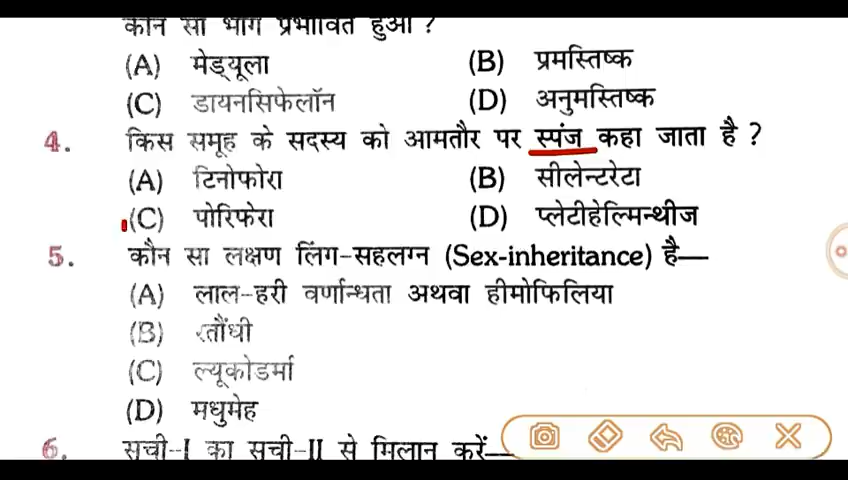 कौन सा भाग प्रभावित हुआ ?
(A) मेड्यूला (B) प्रमस्तिष्क
(C) डायनसिफेलॉन (D) अनुमस्तिष्क
4. किस समूह के सदस्य को आमतौर पर स्पंज कहा जाता है ?
(A) टिनोफोरा (B) सीलेन्टरेटा
(C) पोरिफेरा (D) प्लेटीहेल्मिन्थीज
5. कौन सा लक्षण लिंग-सहलग्न (Sex-inheritance) है—
(A) लाल-हरी वर्णान्धता अथवा हीमोफिलिया
(B) रतौंधी
(C) ल्यूकोडर्मा
(D) मधुमेह
6. सूची-I का सूची-II से मिलान करें—